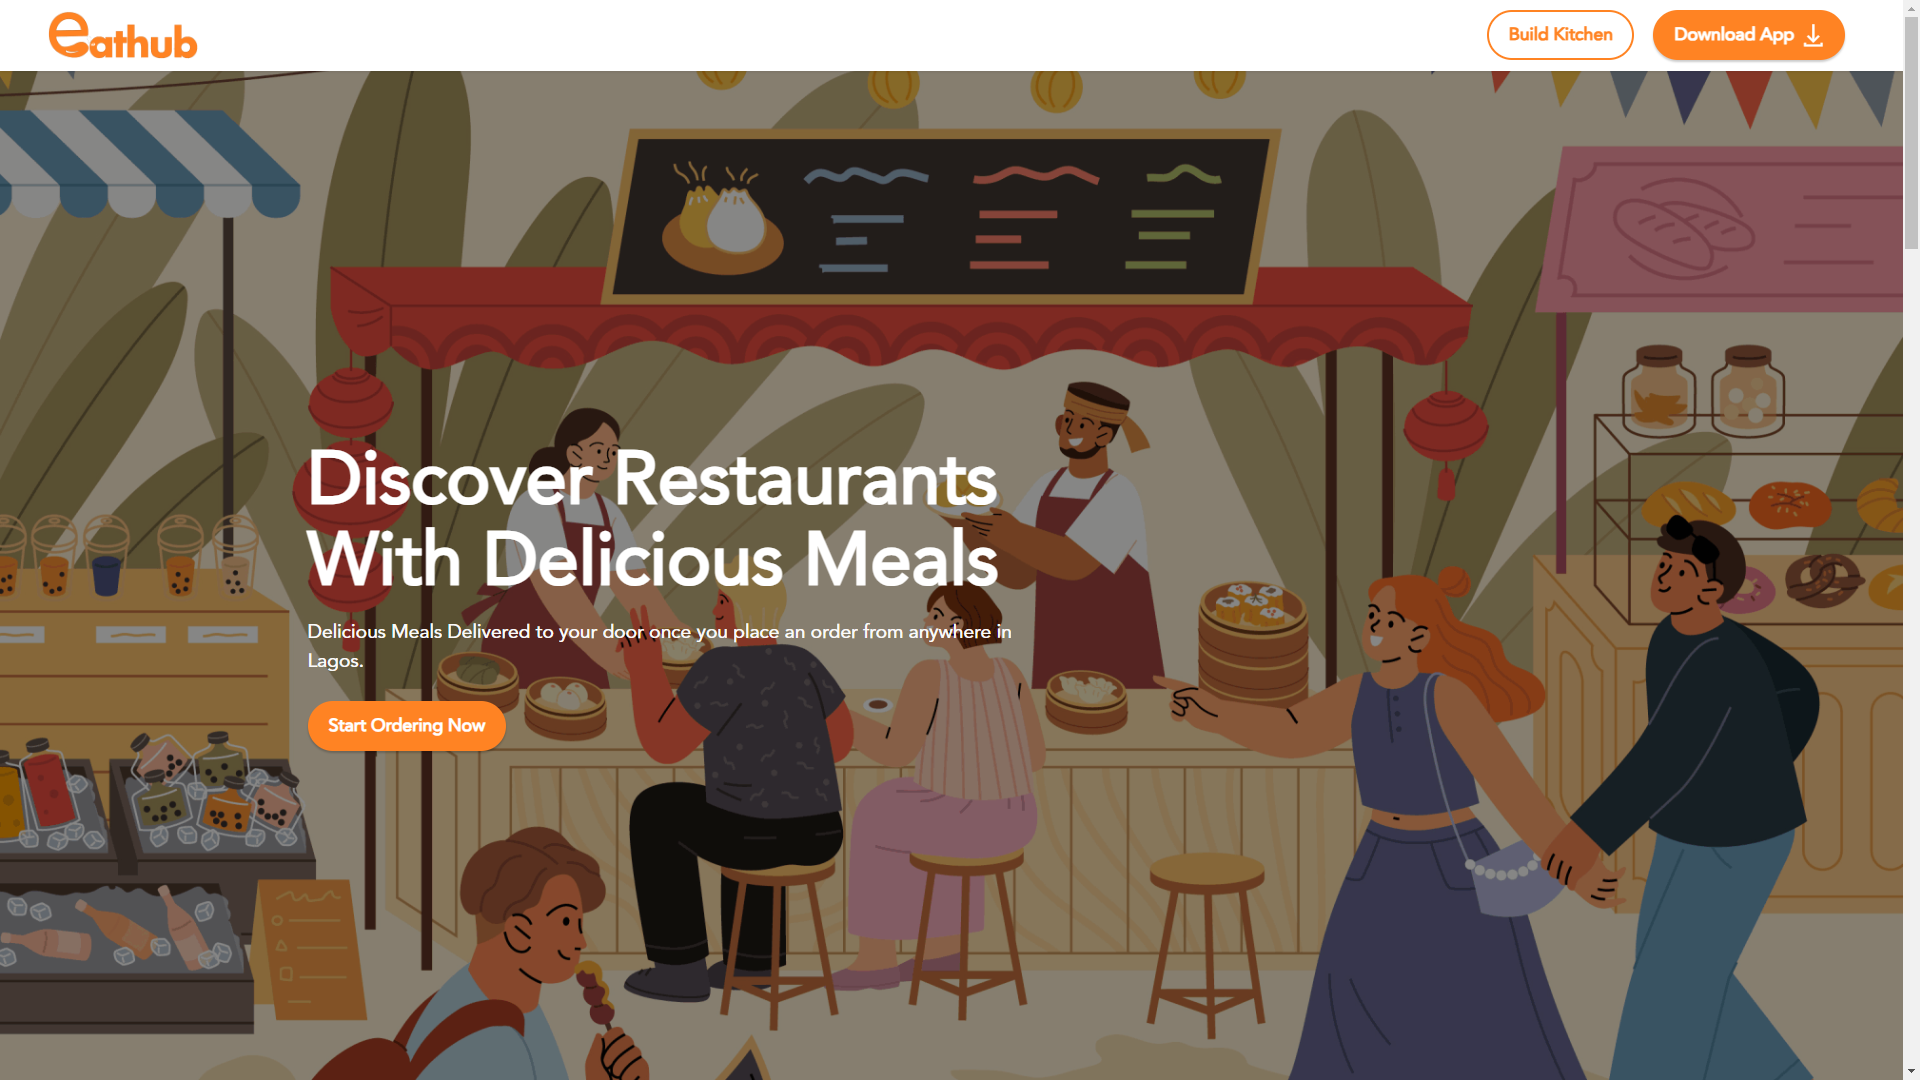 eathub
Build Kitchen
Download App
Discover Restaurants
With Delicious Meals
Delicious Meals Delivered to your door once you place an order from anywhere in
Lagos.
Start Ordering Now